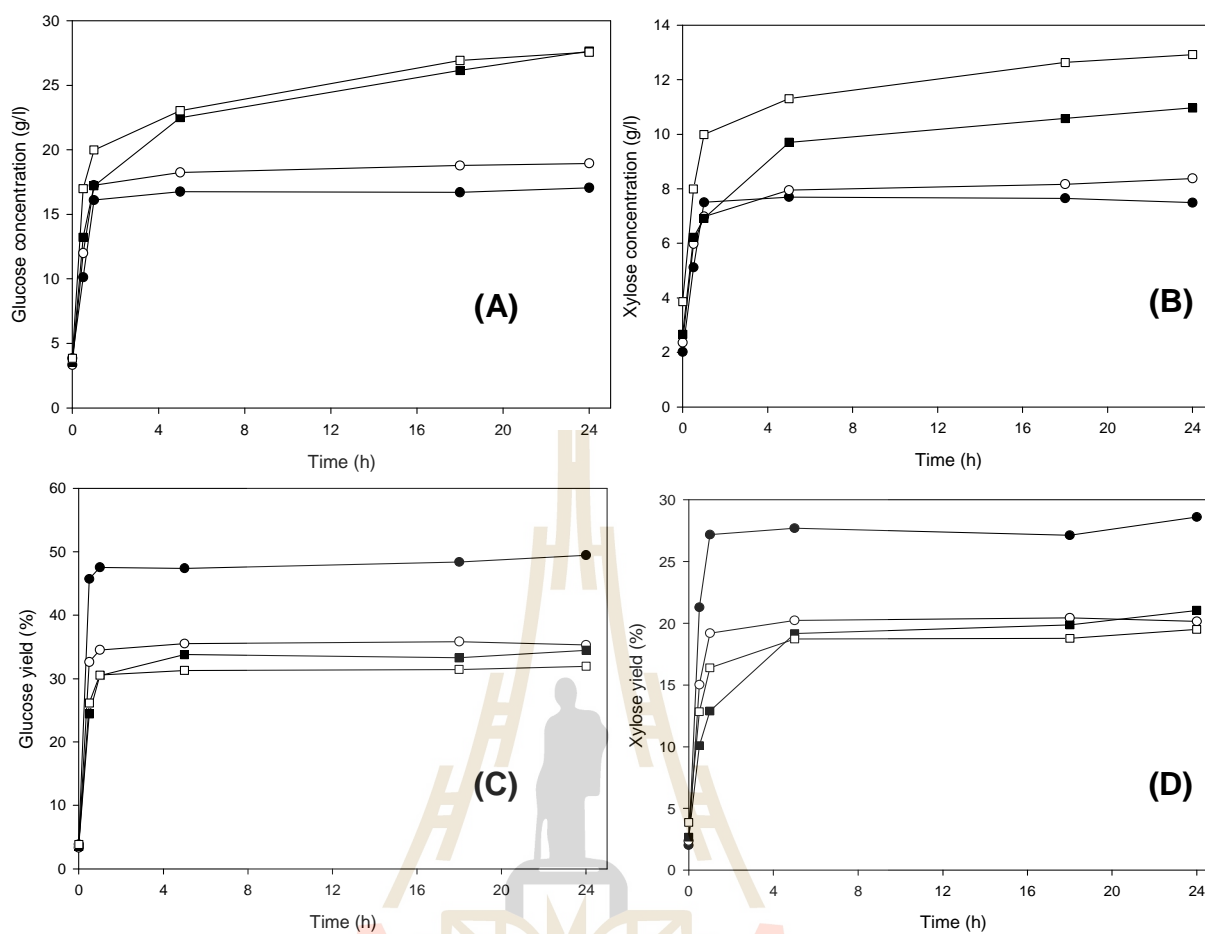 Glucose concentration (g/l)
30
25
20
15
10
5
0
(A)
0 4 8 12 16 20 24
Time (h)
Xylose concentration (g/l)
14
12
10
8
6
4
2
0
(B)
0 4 8 12 16 20 24
Time (h)
Glucose yield (%)
60
50
40
30
20
10
0
(C)
0 4 8 12 16 20 24
Time (h)
Xylose yield (%)
30
25
20
15
10
5
0
(D)
0 4 8 12 16 20 24
Time (h)